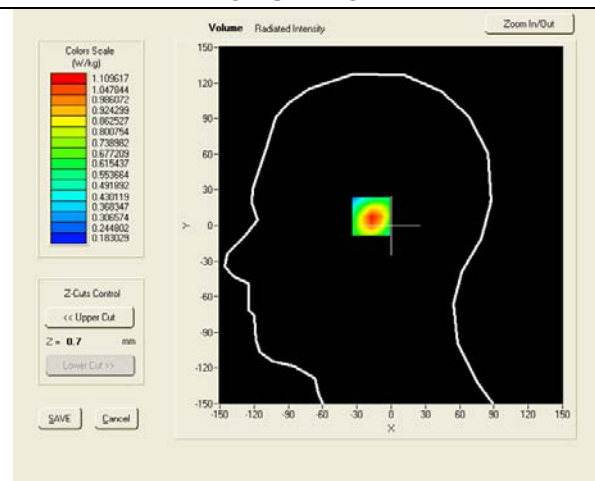 Volume Radiated Intensity
Zoom In/Out
Colors Scale
(W/kg)
1.109617
1.047844
0.986072
0.924299
0.862527
0.800754
0.738982
0.677209
0.615437
0.553664
0.491892
0.430119
0.368347
0.306574
0.244802
0.183029
Z-Cuts Control
<< Upper Cut
Z = 0.7 mm
Lower Cut >>
SAVE
Cancel
150
120
90
60
30
0
-30
-60
-90
-120
-150
Y
-150 -120 -90 -60 -30 0 30 60 90 120 150
X